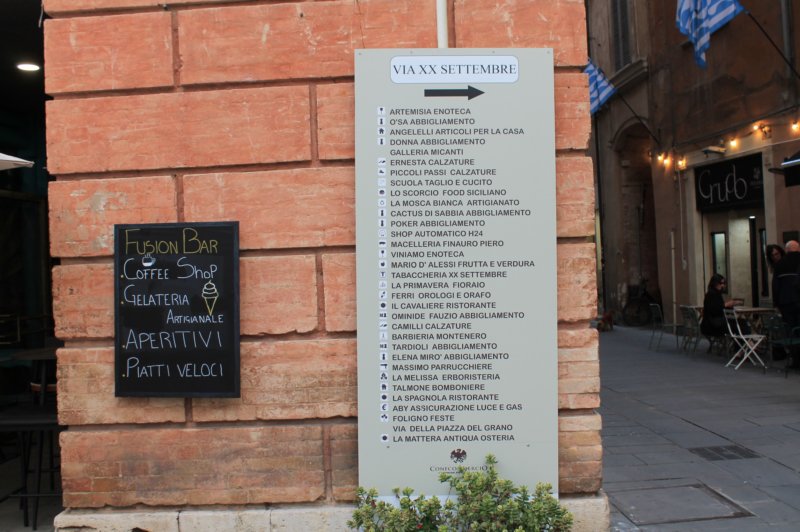 FUSION BAR
. COFFEE SHOP
. GELATERIA
ARTIGIANALE
. APERITIVI
. PIATTI VELOCI
VIA XX SETTEMBRE
ARTEMISIA ENOTECA
O'SA ABBIGLIAMENTO
ANGELELLI ARTICOLI PER LA CASA
DONNA ABBIGLIAMENTO
GALLERIA MICANTI
ERNESTA CALZATURE
PICCOLI PASSI CALZATURE
SCUOLA TAGLIO E CUCITO
LO SCORZIO FOOD SICILIANO
LA MOSCA BIANCA ARTIGIANATO
CACTUS DI SABBIA ABBIGLIAMENTO
POKER ABBIGLIAMENTO
SHOP AUTOMATICO H24
MACELLERIA FINAURO PIERO
VINIAMO ENOTECA
MARIO D' ALESSI FRUTTA E VERDURA
TABACCHERIA XX SETTEMBRE
LA PRIMAVERA FIORAIO
FERRI OROLOGI E ORAFO
IL CAVALIERE RISTORANTE
OMINIDE FAUZIO ABBIGLIAMENTO
CAMILLI CALZATURE
BARBIERIA MONTENERO
TARDIOLI ABBIGLIAMENTO
ELENA MIRO' ABBIGLIAMENTO
MASSIMO PARRUCCHIERE
LA MELISSA ERBORISTERIA
TALMONE BOMBONIERE
LA SPAGNOLA RISTORANTE
ABY ASSICURAZIONE LUCE E GAS
FOLIGNO FESTE
VIA DELLA PIAZZA DEL GRANO
LA MATTERA ANTIQUA OSTERIA
CONFCOMMERCIO